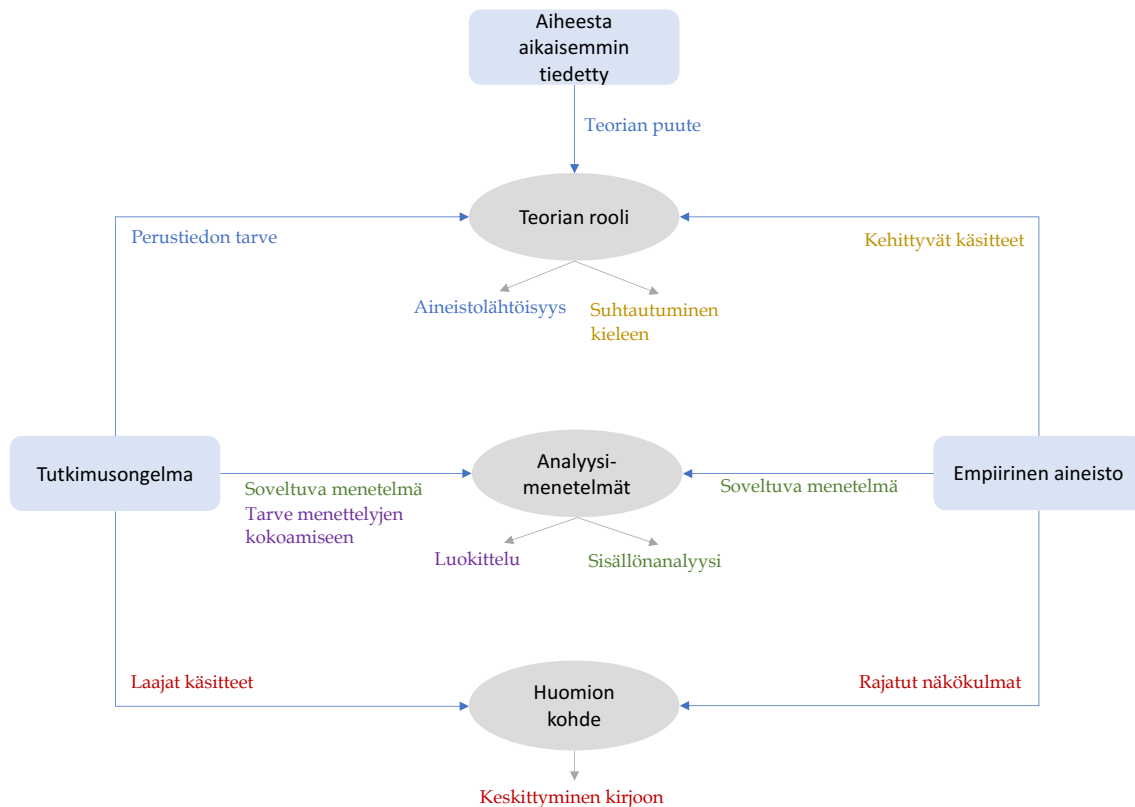 Aiheesta
aikaisemmin
tiedetty
Teorian puute
Teorian rooli
Perustiedon tarve
Kehittyvät käsitteet
Aineistolähtöisyys
Suhtautuminen
kieleen
Tutkimusongelma
Analyysi-
menetelmät
Empiirinen aineisto
Soveltuva menetelmä
Tarve menettelyjen
kokoamiseen
Soveltuva menetelmä
Luokittelu
Sisällönanalyysi
Laajat käsitteet
Huomion
kohde
Rajatut näkökulmat
Keskittyminen kirjoon